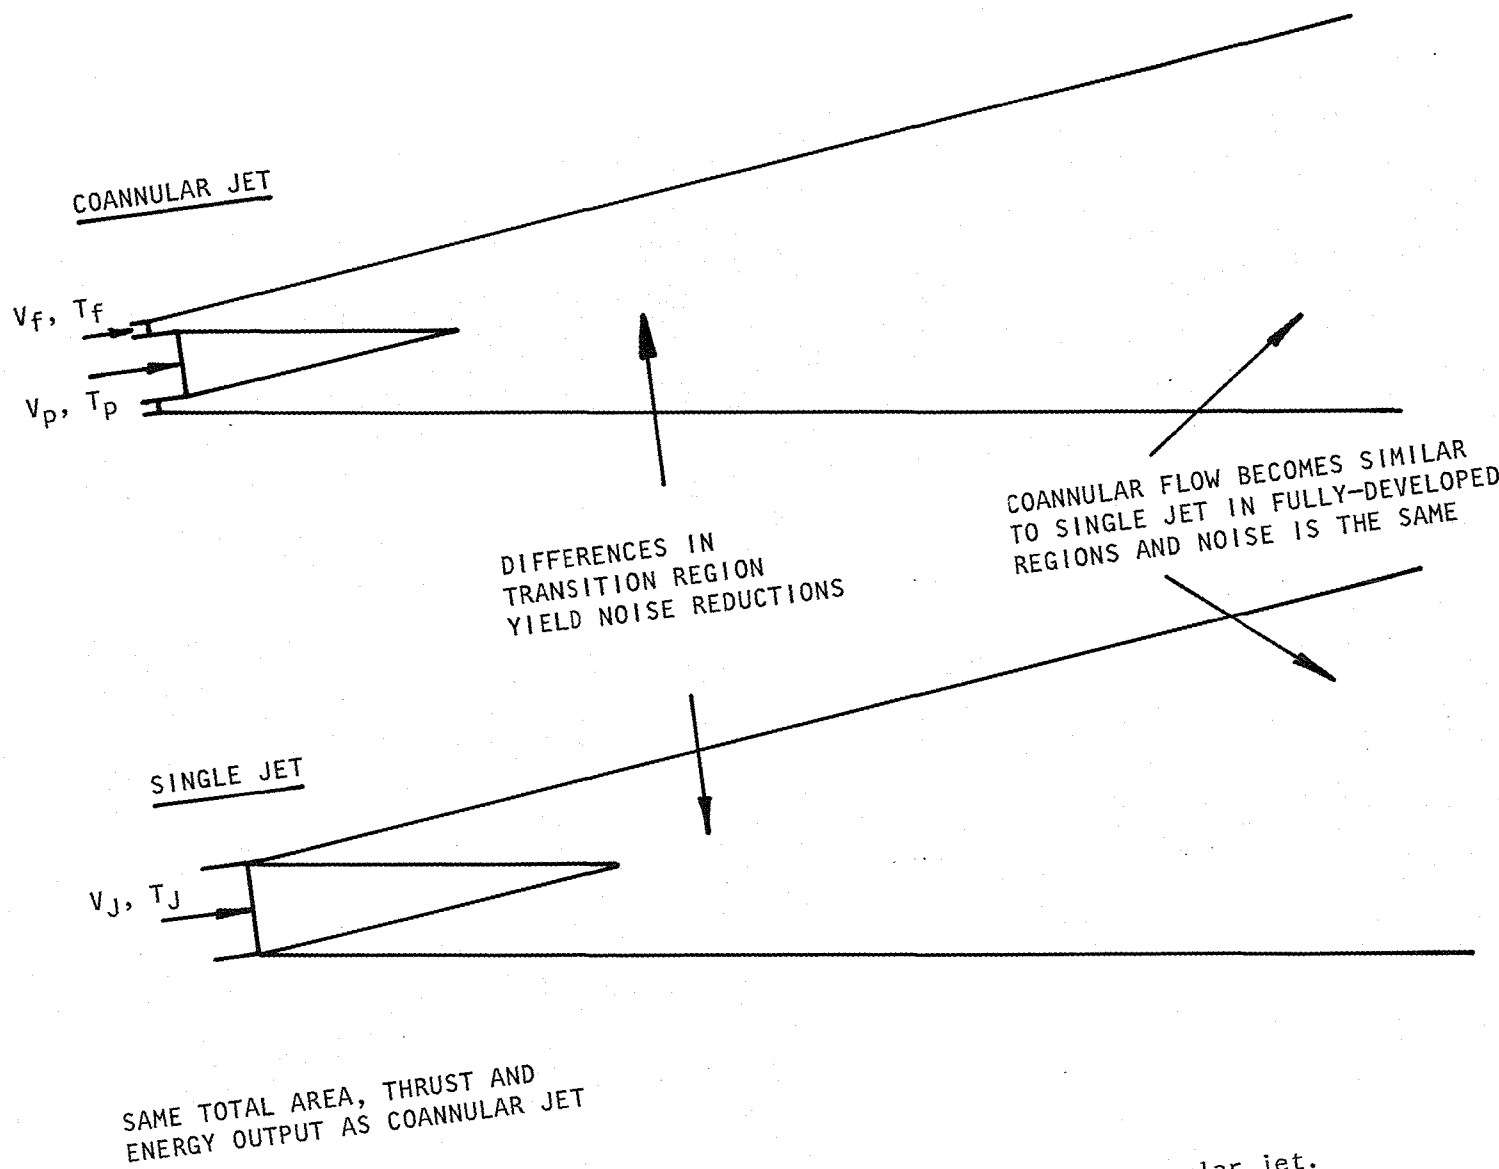 COANNULAR JET
Vf, Tf
Vp, Tp
DIFFERENCES IN
TRANSITION REGION
YIELD NOISE REDUCTIONS
COANNULAR FLOW BECOMES SIMILAR
TO SINGLE JET IN FULLY-DEVELOPED
REGIONS AND NOISE IS THE SAME
SINGLE JET
VJ, TJ
SAME TOTAL AREA, THRUST AND
ENERGY OUTPUT AS COANNULAR JET
jet.